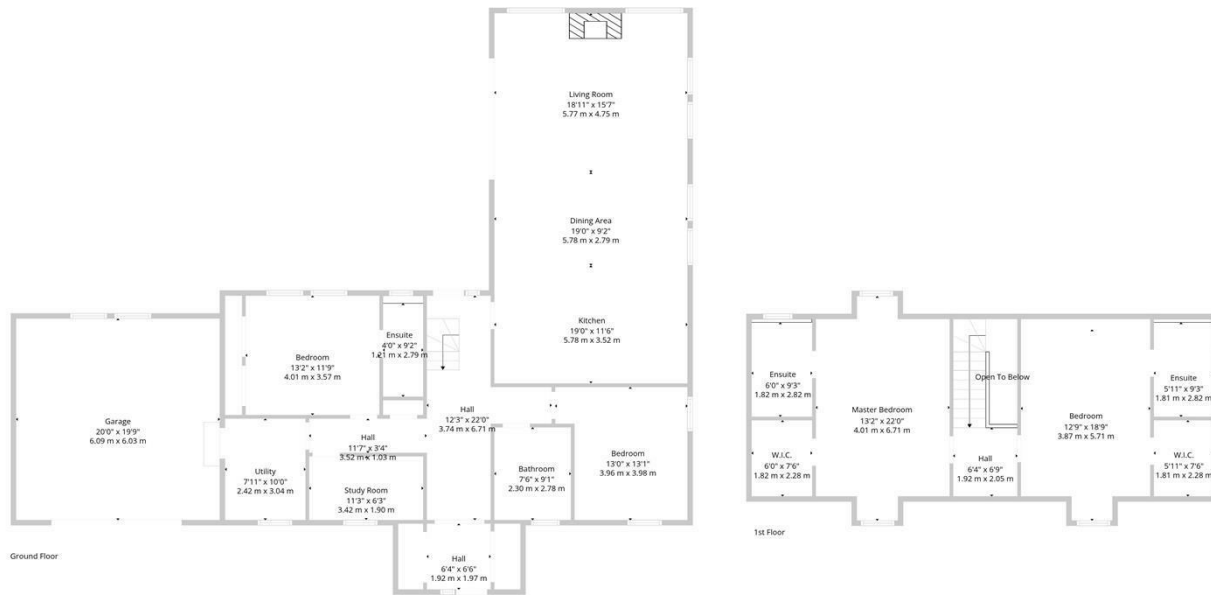 Living Room
18'11" x 15'7"
5.77 m x 4.75 m
Dining Area
19'0" x 9'2"
5.78 m x 2.79 m
Kitchen
19'0" x 11'6"
5.78 m x 3.52 m
Ensuite
4'0" x 9'2"
1.21 m x 2.79 m
Bedroom
13'2" x 11'9"
4.01 m x 3.57 m
Garage
20'0" x 19'9"
6.09 m x 6.03 m
Hall
12'3" x 22'0"
3.74 m x 6.71 m
Hall
11'7" x 3'4"
3.52 m x 1.03 m
Utility
7'11" x 10'0"
2.42 m x 3.04 m
Study Room
11'3" x 6'3"
3.42 m x 1.90 m
Bathroom
7'6" x 9'1"
2.30 m x 2.78 m
Bedroom
13'0" x 13'1"
3.96 m x 3.98 m
Hall
6'4" x 6'6"
1.92 m x 1.97 m
Ground Floor
Ensuite
6'0" x 9'3"
1.82 m x 2.82 m
Master Bedroom
13'2" x 22'0"
4.01 m x 6.71 m
Open To Below
Bedroom
12'9" x 18'9"
3.87 m x 5.71 m
Ensuite
5'11" x 9'3"
1.81 m x 2.82 m
W.I.C.
6'0" x 7'6"
1.82 m x 2.28 m
Hall
6'4" x 6'9"
1.92 m x 2.05 m
W.I.C.
5'11" x 7'6"
1.81 m x 2.28 m
1st Floor